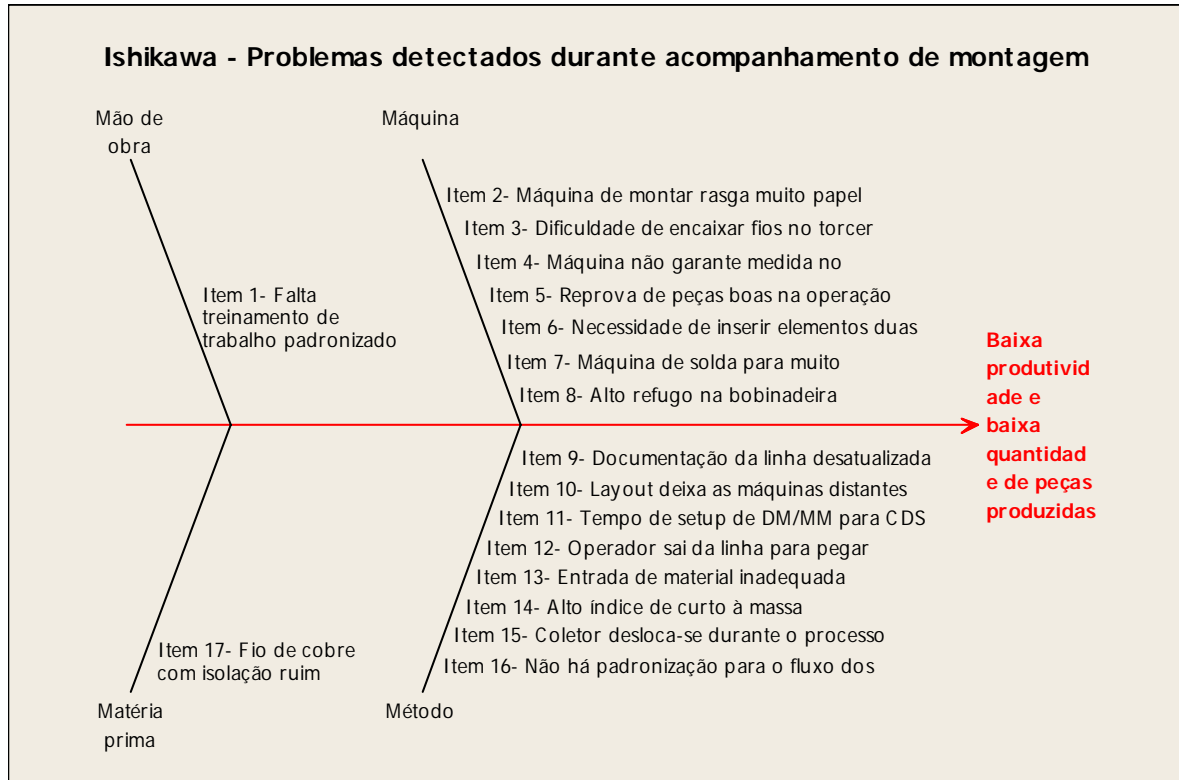 Ishikawa - Problemas detectados durante acompanhamento de montagem
Mão de
obra
Máquina
Item 2- Máquina de montar rasga muito papel
Item 3- Dificuldade de encaixar fios no torcer
Item 4- Máquina não garante medida no
Item 5- Reprova de peças boas na operação
Item 6- Necessidade de inserir elementos duas
Item 7- Máquina de solda para muito
Item 8- Alto refugo na bobinadeira
Item 1- Falta
treinamento de
trabalho padronizado
Baixa
produtivid
ade e
baixa
quantidad
e de peças
produzidas
Item 9- Documentação da linha desatualizada
Item 10- Layout deixa as máquinas distantes
Item 11- Tempo de setup de DM/MM para CDS
Item 12- Operador sai da linha para pegar
Item 13- Entrada de material inadequada
Item 14- Alto índice de curto à massa
Item 15- Coletor desloca-se durante o processo
Item 16- Não há padronização para o fluxo dos
Item 17- Fio de cobre
com isolação ruim
Matéria
prima
Método